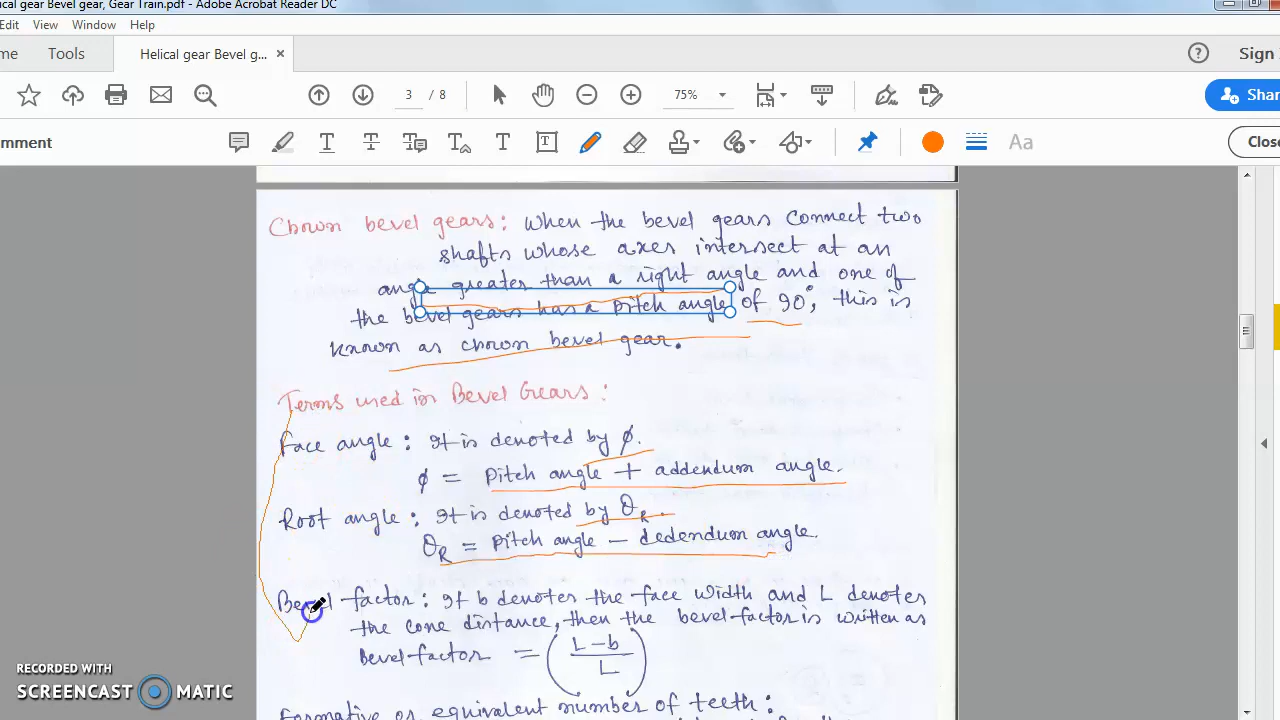 elical gear Bevel gear, Gear Train.pdf - Adobe Acrobat Reader DC
Edit View Window Help
me Tools Helical gear Bevel g... × Sign
3 / 8 75% Shar
mment Aa Clos
Crown bevel gears: When the bevel gears connect two
shafts whose axes intersect at an
angle greater than a right angle and one of
the bevel gears has a pitch angle of 90°, this is
known as crown bevel gear.
Terms used in Bevel Gears:
Face angle: It is denoted by ϕ.
ϕ = Pitch angle + addendum angle.
Root angle: It is denoted by θR.
θR = Pitch angle - dedendum angle.
Bevel factor: If b denotes the face width and L denotes
the cone distance, then the bevel factor is written as
bevel factor = (L-b / L)
Formative or equivalent number of teeth:
RECORDED WITH
SCREENCAST MATIC